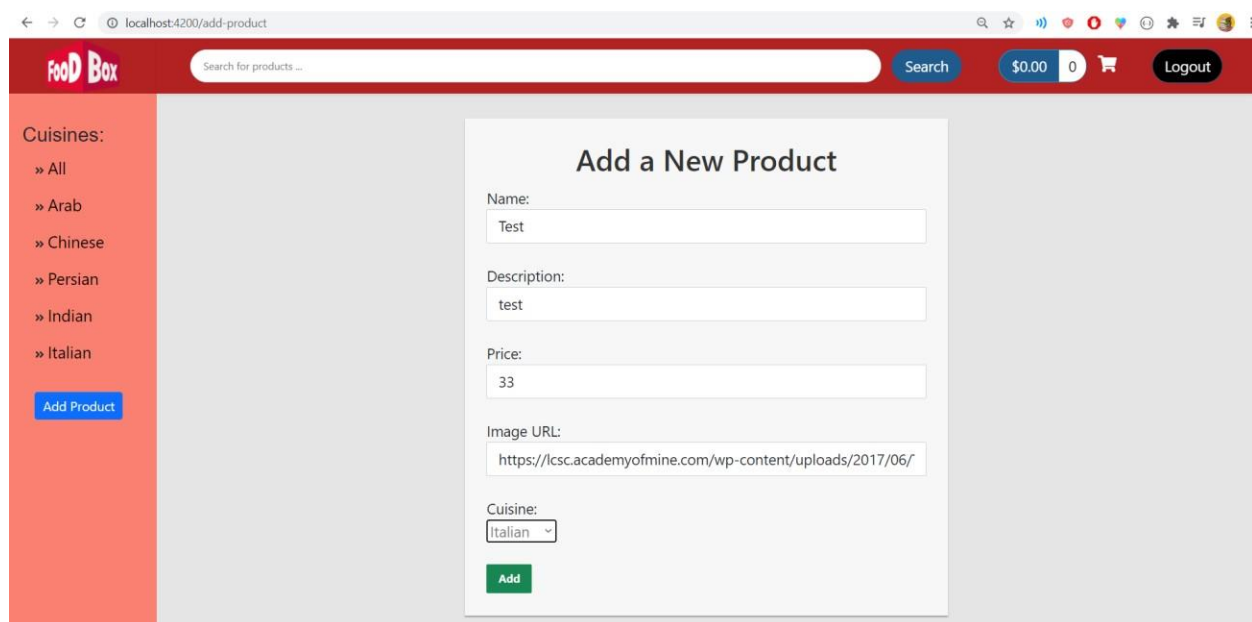 localhost:4200/add-product
FooD Box
Search for products ...
Search
$0.00 0
Logout
Cuisines:
» All
» Arab
» Chinese
» Persian
» Indian
» Italian
Add Product
Add a New Product
Name:
Test
Description:
test
Price:
33
Image URL:
https://lcsc.academyofmine.com/wp-content/uploads/2017/06/
Cuisine:
Italian
Add